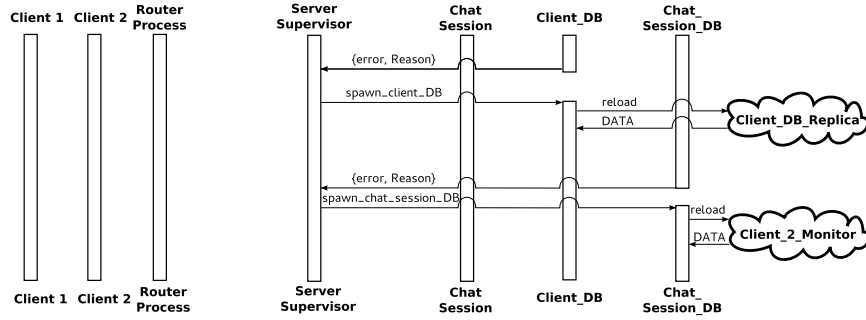 Client 1 Client 2 Router
Process
Server
Supervisor
Chat
Session
Client_DB
Chat_
Session_DB
{error, Reason}
spawn_client_DB
reload
DATA
Client_DB_Replica
{error, Reason}
spawn_chat_session_DB
reload
DATA
Client_2_Monitor
Client 1 Client 2 Router
Process
Server
Supervisor
Chat
Session
Client_DB
Chat_
Session_DB